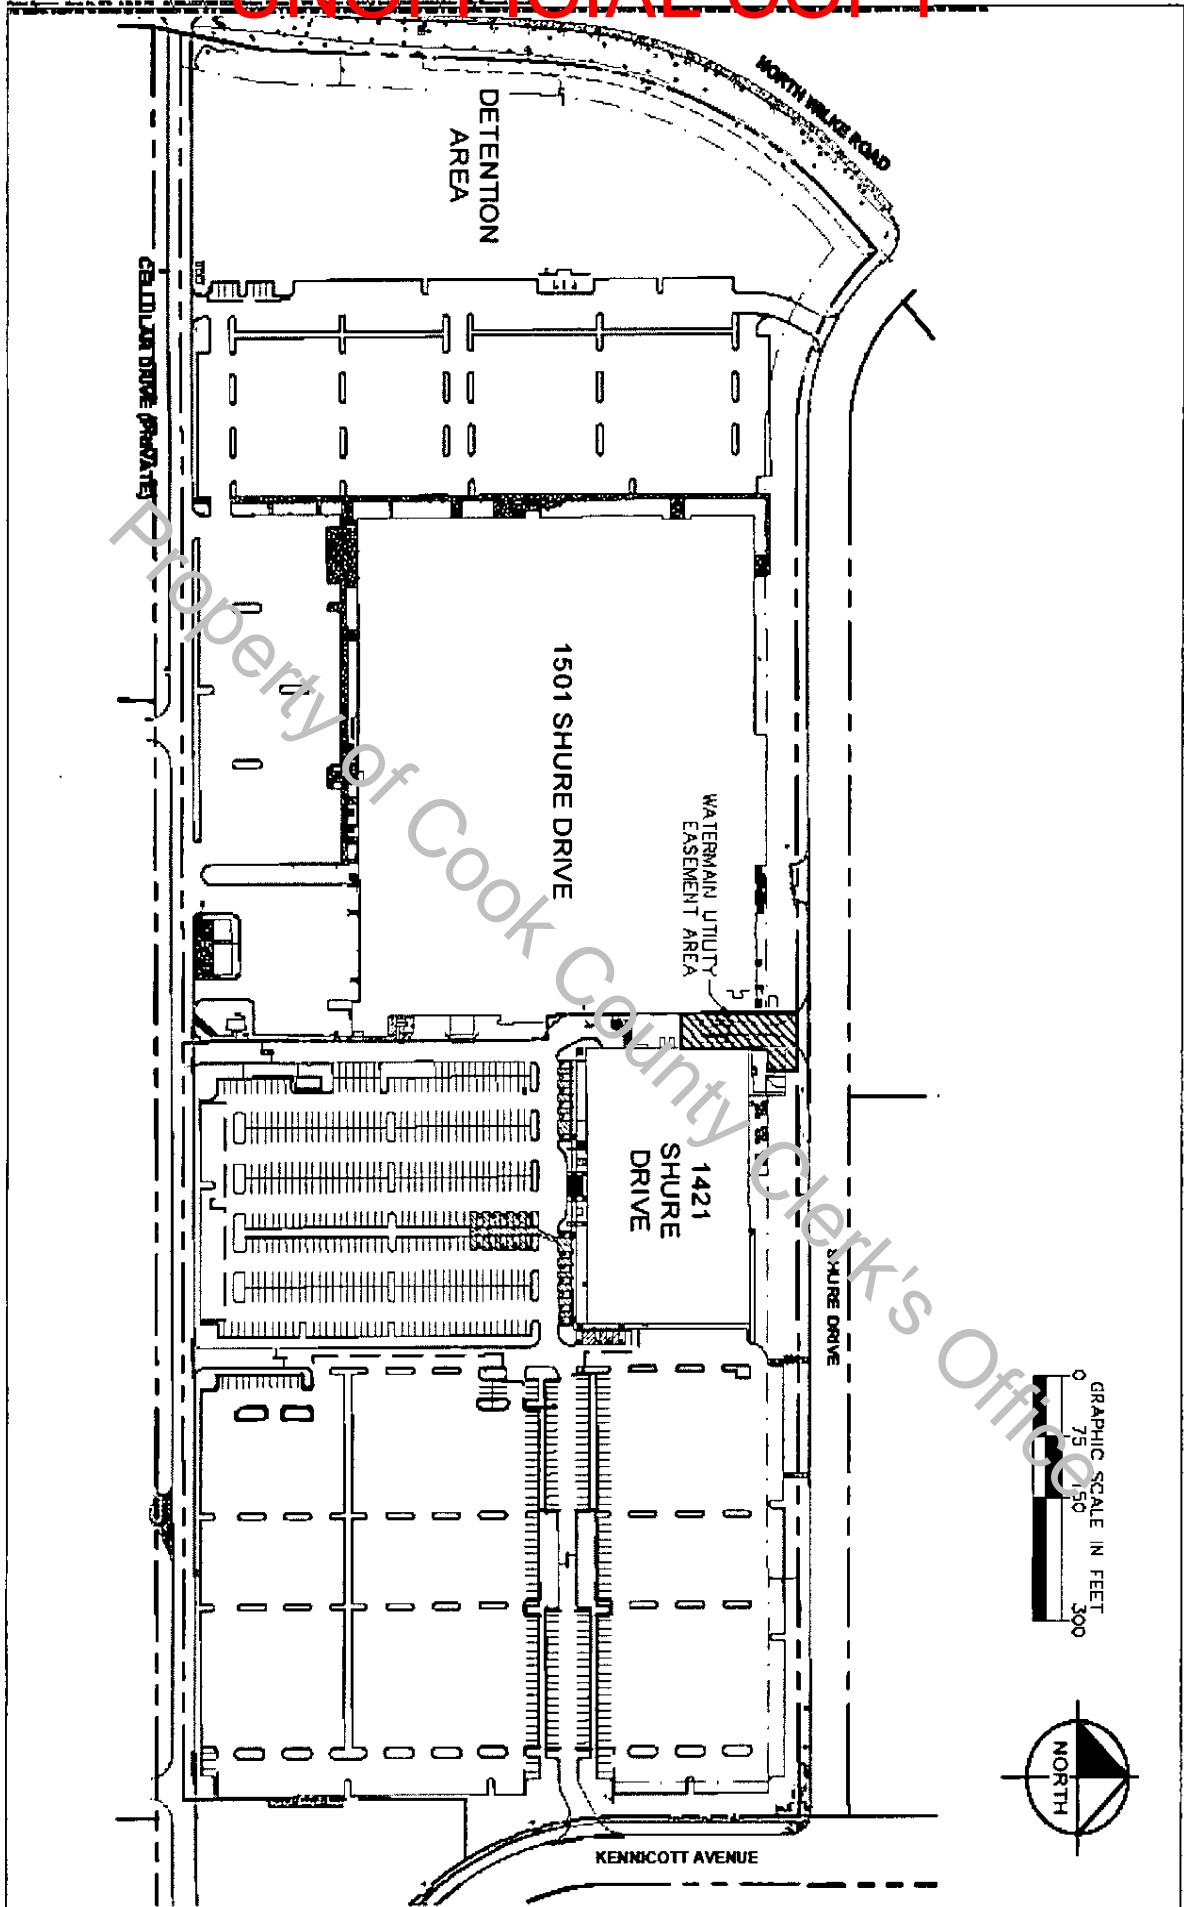 UNOFFICIAL COPY
NORTH WILKE ROAD
DETENTION
AREA
CELLULAR DRIVE (PRIVATE)
1501 SHURE DRIVE
WATERMAIN UTILITY
EASEMENT AREA
1421
SHURE
DRIVE
SHURE DRIVE
GRAPHIC SCALE IN FEET
0 75 150 300
NORTH
KENNICOTT AVENUE
Property of Cook County Clerk's Office